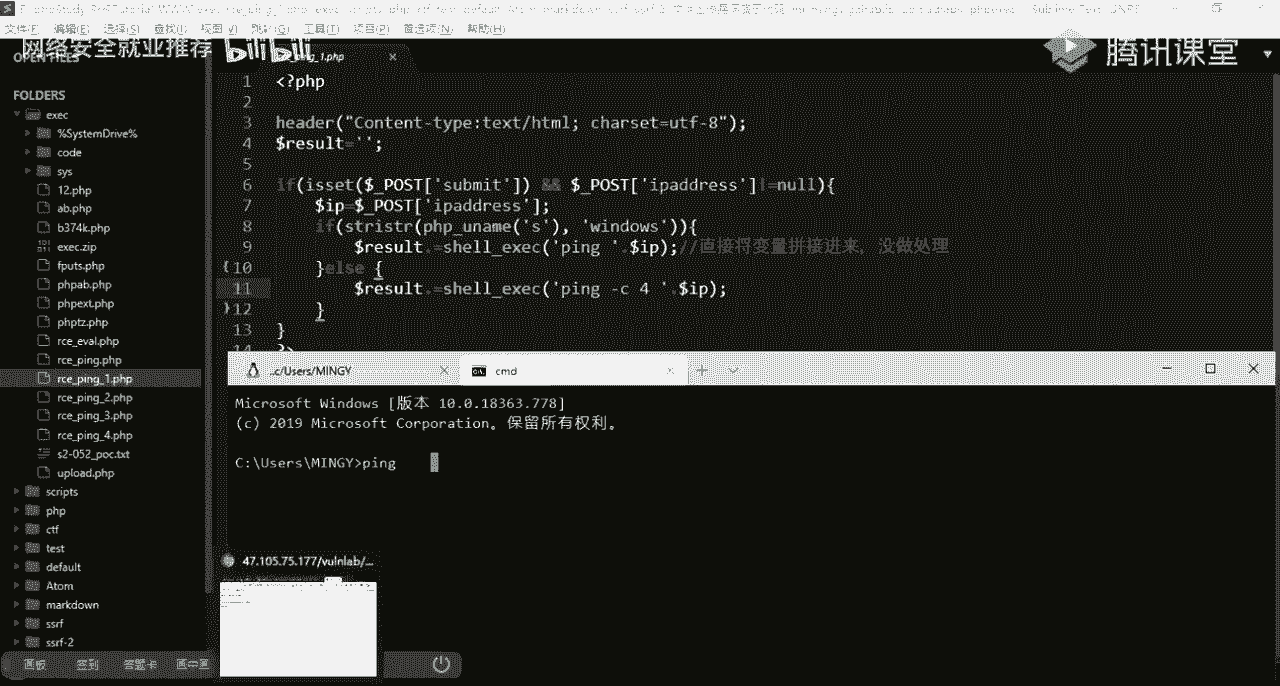 文件(F) 编辑(E) 选择(S) 查找(I) 视图(V) 工具(T) 项目(P) 首选项(N) 帮助(H)
网络安全就业推荐 bilibili 腾讯课堂
OPEN FILES
FOLDERS
exec
%SystemDrive%
code
sys
12.php
ab.php
b374k.php
exec.zip
fputs.php
phpab.php
phpext.php
phptz.php
rce_eval.php
rce_ping.php
rce_ping_1.php
rce_ping_2.php
rce_ping_3.php
rce_ping_4.php
s2-052_poc.txt
upload.php
scripts
php
ctf
test
default
Atom
markdown
ssrf
ssrf-2
1 <?php
2
3 header("Content-type:text/html; charset=utf-8");
4 $result='';
5
6 if(isset($_POST['submit']) && $_POST['ipaddress']!=null){
7 $ip=$_POST['ipaddress'];
8 if(stristr(php_uname('s'), 'windows')){
9 $result.=shell_exec('ping '.$ip);//直接将变量拼接进来，没做处理
10 }else {
11 $result.=shell_exec('ping -c 4 '.$ip);
12 }
13 }
14 ?>
..c/Users/MINGY cmd
Microsoft Windows [版本 10.0.18363.778]
(c) 2019 Microsoft Corporation。保留所有权利。
C:\Users\MINGY>ping
47.105.75.177/vulnlab/...
画板 签到 答题卡 画中画